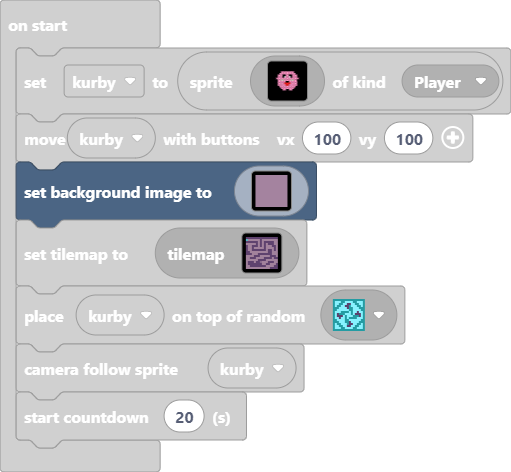 on start
set kurby to sprite of kind Player
move kurby with buttons vx 100 vy 100
set background image to
set tilemap to tilemap
place kurby on top of random
camera follow sprite kurby
start countdown 20 (s)